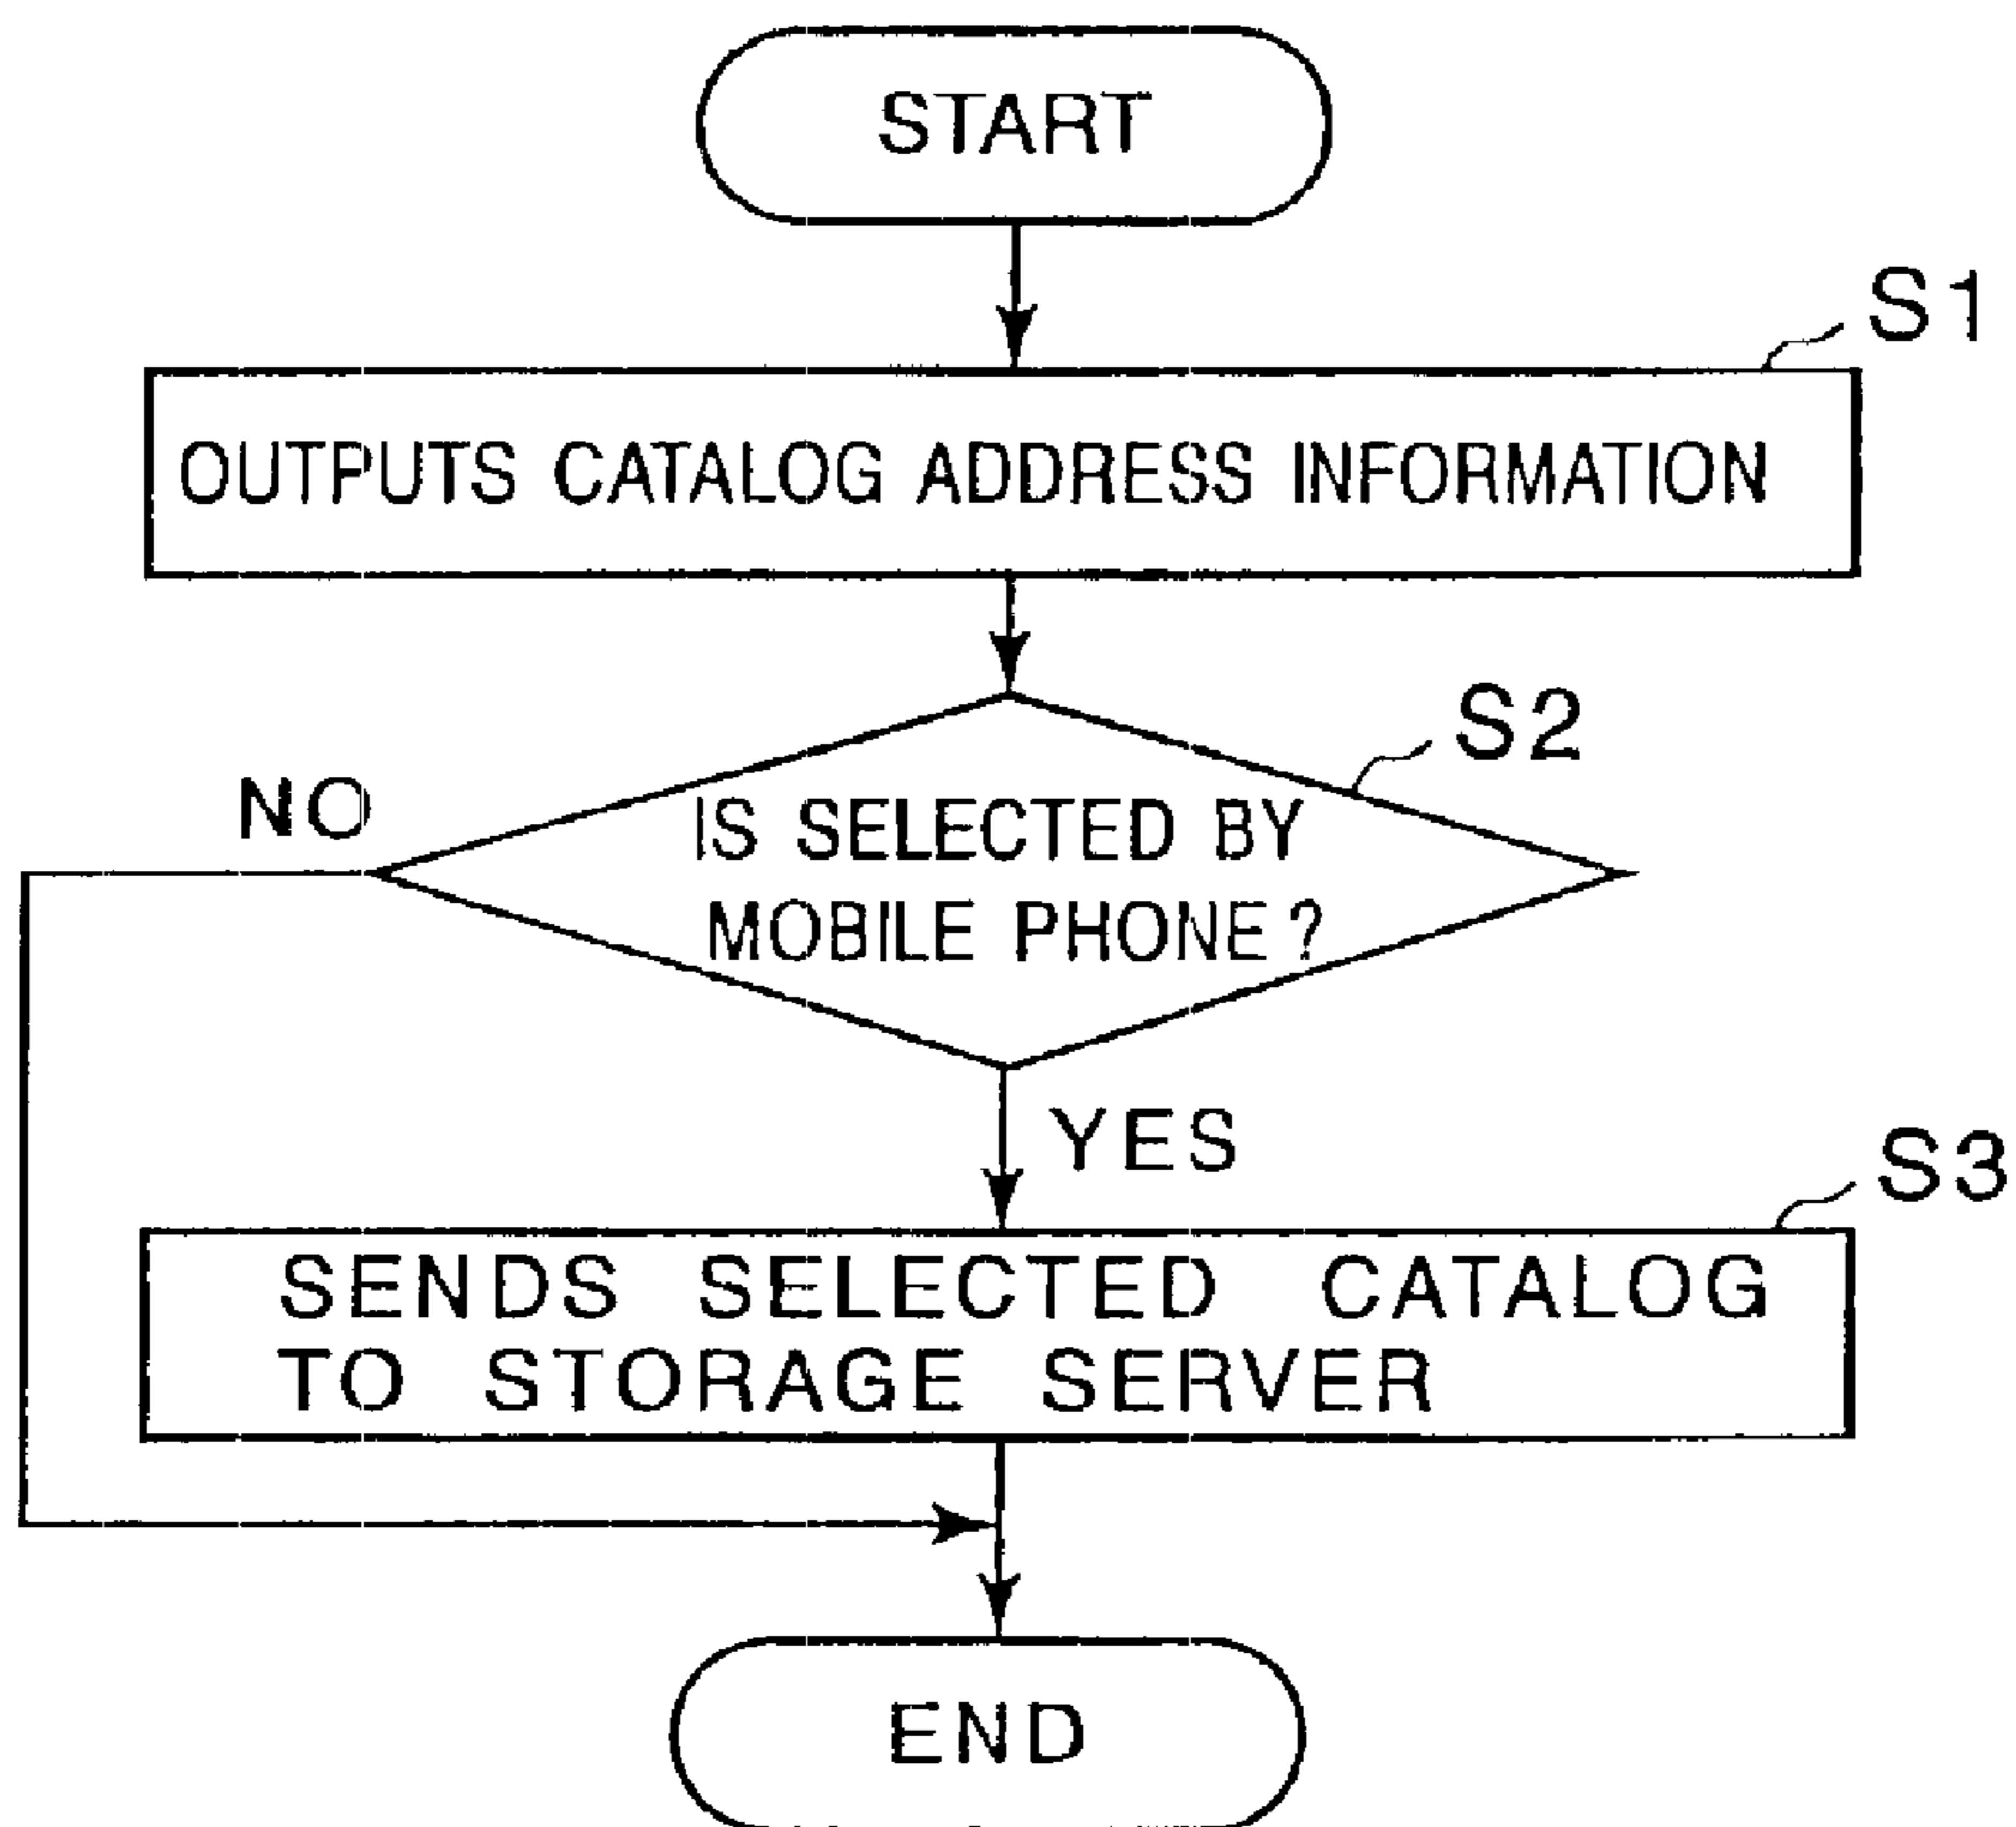 START
S1
OUTPUTS CATALOG ADDRESS INFORMATION
S2
NO
IS SELECTED BY
MOBILE PHONE?
YES
S3
SENDS SELECTED CATALOG
TO STORAGE SERVER
END